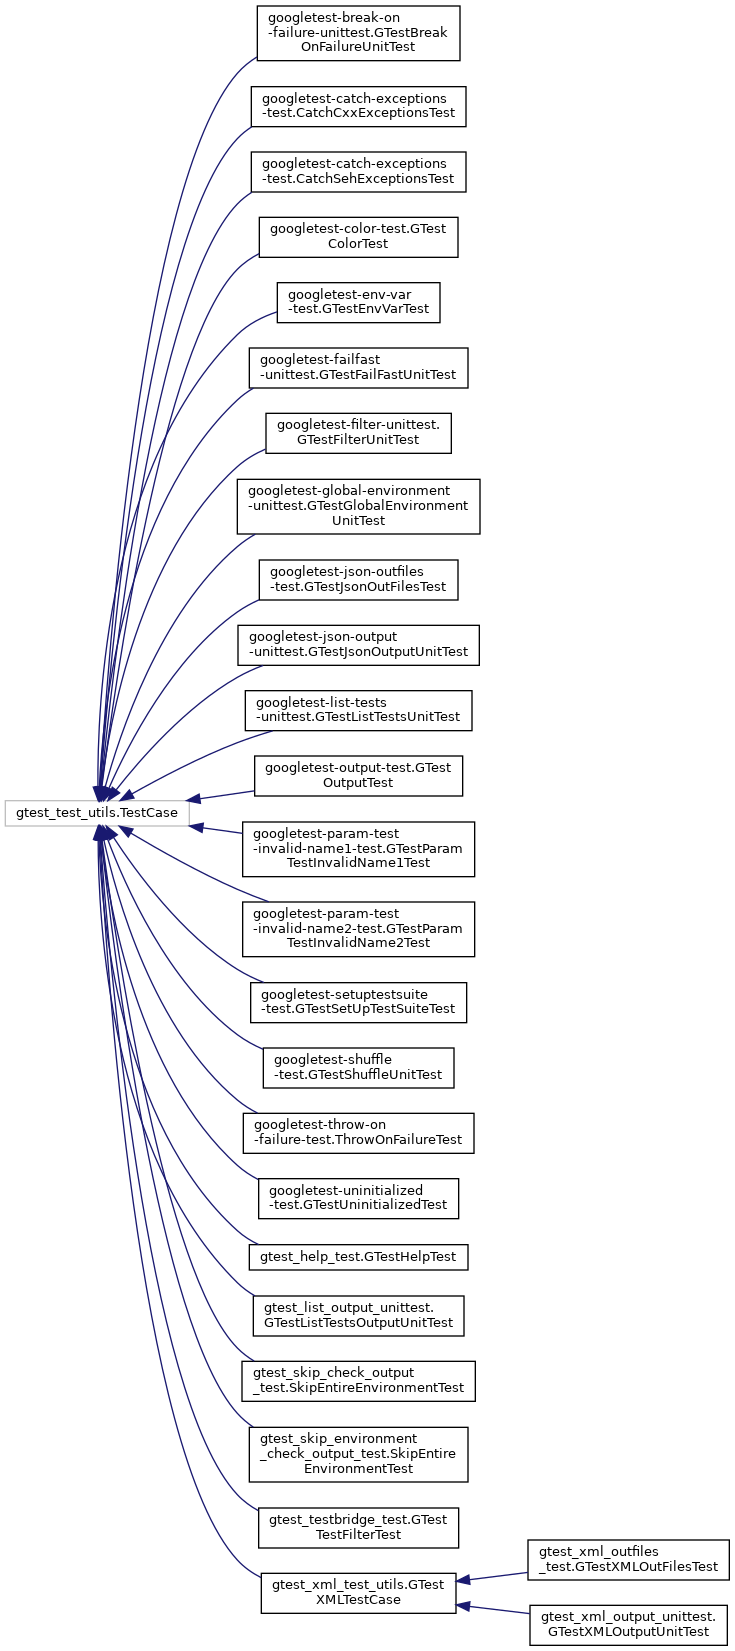 googletest-break-on
-failure-unittest.GTestBreak
OnFailureUnitTest
googletest-catch-exceptions
-test.CatchCxxExceptionsTest
googletest-catch-exceptions
-test.CatchSehExceptionsTest
googletest-color-test.GTest
ColorTest
googletest-env-var
-test.GTestEnvVarTest
googletest-failfast
-unittest.GTestFailFastUnitTest
googletest-filter-unittest.
GTestFilterUnitTest
googletest-global-environment
-unittest.GTestGlobalEnvironment
UnitTest
googletest-json-outfiles
-test.GTestJsonOutFilesTest
googletest-json-output
-unittest.GTestJsonOutputUnitTest
googletest-list-tests
-unittest.GTestListTestsUnitTest
googletest-output-test.GTest
OutputTest
gtest_test_utils.TestCase
googletest-param-test
-invalid-name1-test.GTestParam
TestInvalidName1Test
googletest-param-test
-invalid-name2-test.GTestParam
TestInvalidName2Test
googletest-setuptestsuite
-test.GTestSetUpTestSuiteTest
googletest-shuffle
-test.GTestShuffleUnitTest
googletest-throw-on
-failure-test.ThrowOnFailureTest
googletest-uninitialized
-test.GTestUninitializedTest
gtest_help_test.GTestHelpTest
gtest_list_output_unittest.
GTestListTestsOutputUnitTest
gtest_skip_check_output
_test.SkipEntireEnvironmentTest
gtest_skip_environment
_check_output_test.SkipEntire
EnvironmentTest
gtest_testbridge_test.GTest
TestFilterTest
gtest_xml_test_utils.GTest
XMLTestCase
gtest_xml_outfiles
_test.GTestXMLOutFilesTest
gtest_xml_output_unittest.
GTestXMLOutputUnitTest